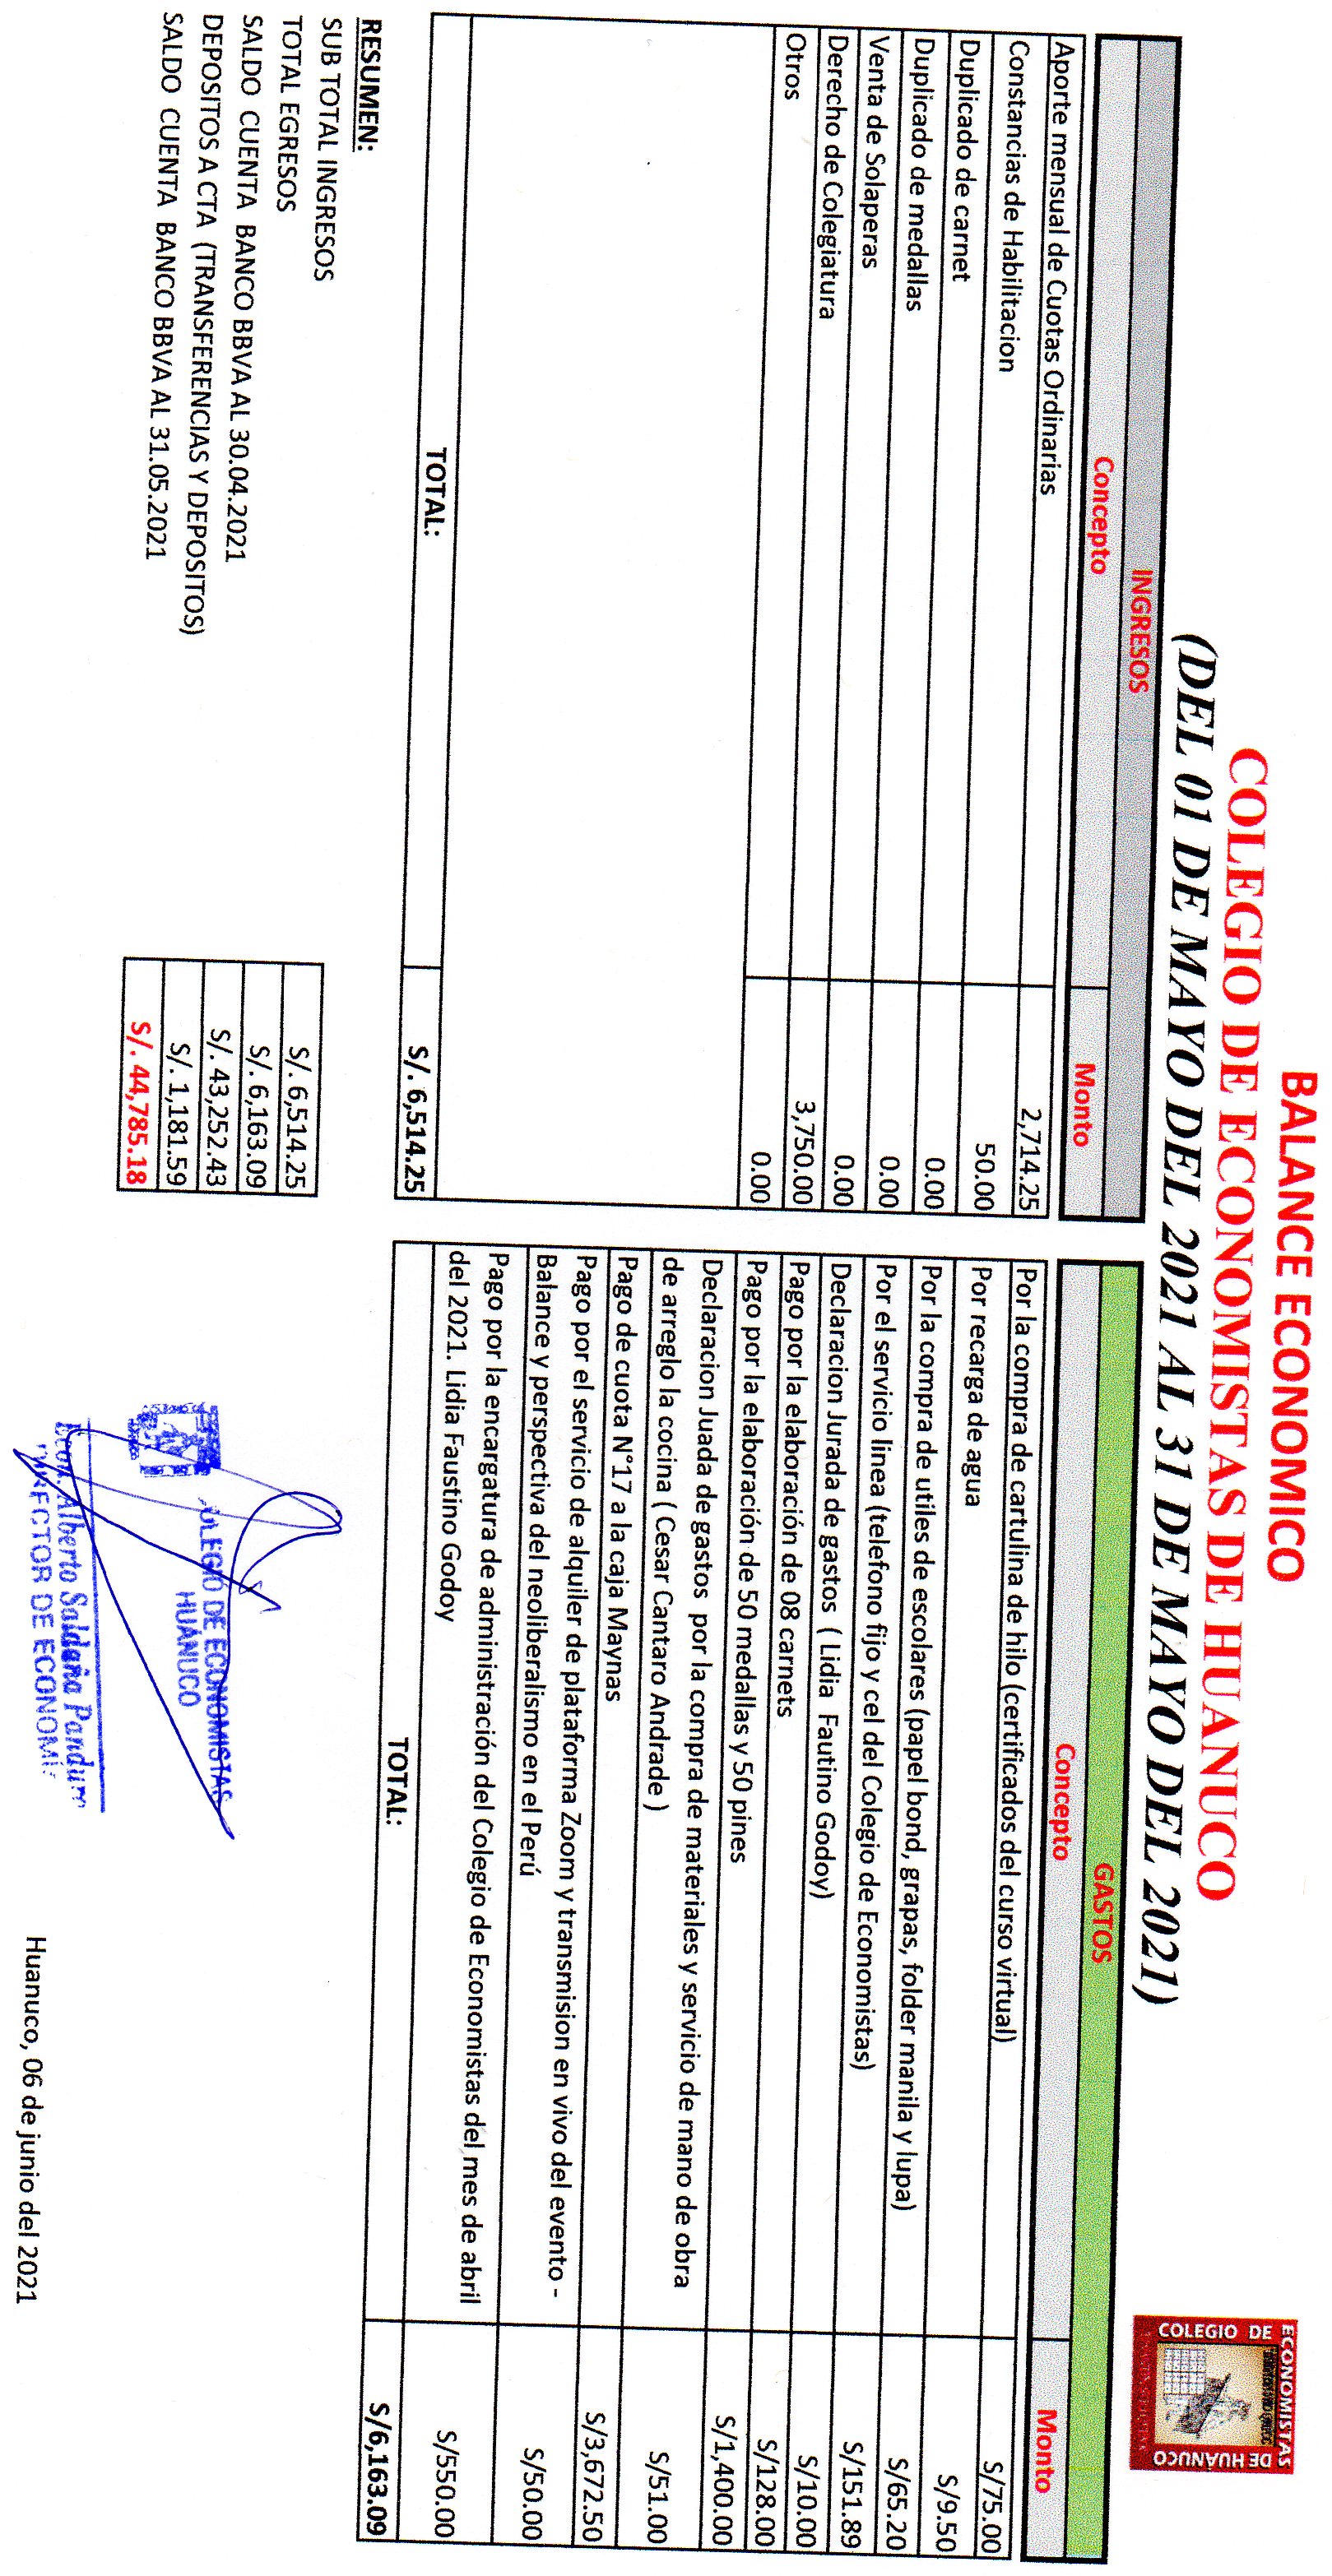 BALANCE ECONOMICO
COLEGIO DE ECONOMISTAS DE HUANUCO
(DEL 01 DE MAYO DEL 2021 AL 31 DE MAYO DEL 2021)
ECONOMISTAS
COLEGIO DE
DE HUÁNUCO
INGRESOS
Concepto Monto
Aporte mensual de Cuotas Ordinarias 2,714.25
Constancias de Habilitacion 50.00
Duplicado de carnet 0.00
Duplicado de medallas 0.00
Venta de Solaperas 0.00
Derecho de Colegiatura 3,750.00
Otros 0.00
TOTAL: S/. 6,514.25
GASTOS
Concepto Monto
Por la compra de cartulina de hilo (certificados del curso virtual) S/75.00
Por recarga de agua S/9.50
Por la compra de utiles de escolares (papel bond, grapas, folder manila y lupa) S/65.20
Por el servicio linea (telefono fijo y cel del Colegio de Economistas) S/151.89
Declaracion Jurada de gastos ( Lidia Fautino Godoy) S/10.00
Pago por la elaboración de 08 carnets S/128.00
Pago por la elaboración de 50 medallas y 50 pines S/1,400.00
Declaracion Juada de gastos por la compra de materiales y servicio de mano de obra
de arreglo la cocina ( Cesar Cantaro Andrade ) S/51.00
Pago de cuota N°17 a la caja Maynas S/3,672.50
Pago por el servicio de alquiler de plataforma Zoom y transmision en vivo del evento -
Balance y perspectiva del neoliberalismo en el Perú S/50.00
Pago por la encargatura de administración del Colegio de Economistas del mes de abril
del 2021. Lidia Faustino Godoy S/550.00
TOTAL: S/6,163.09
RESUMEN:
SUB TOTAL INGRESOS S/. 6,514.25
TOTAL EGRESOS S/. 6,163.09
SALDO CUENTA BANCO BBVA AL 30.04.2021 S/. 43,252.43
DEPOSITOS A CTA (TRANSFERENCIAS Y DEPOSITOS) S/. 1,181.59
SALDO CUENTA BANCO BBVA AL 31.05.2021 S/. 44,785.18
COLEGIO DE ECONOMISTAS
HUÁNUCO
Econ. Alberto Saldaña Panduro
DIRECTOR DE ECONOMÍA
Huanuco, 06 de junio del 2021